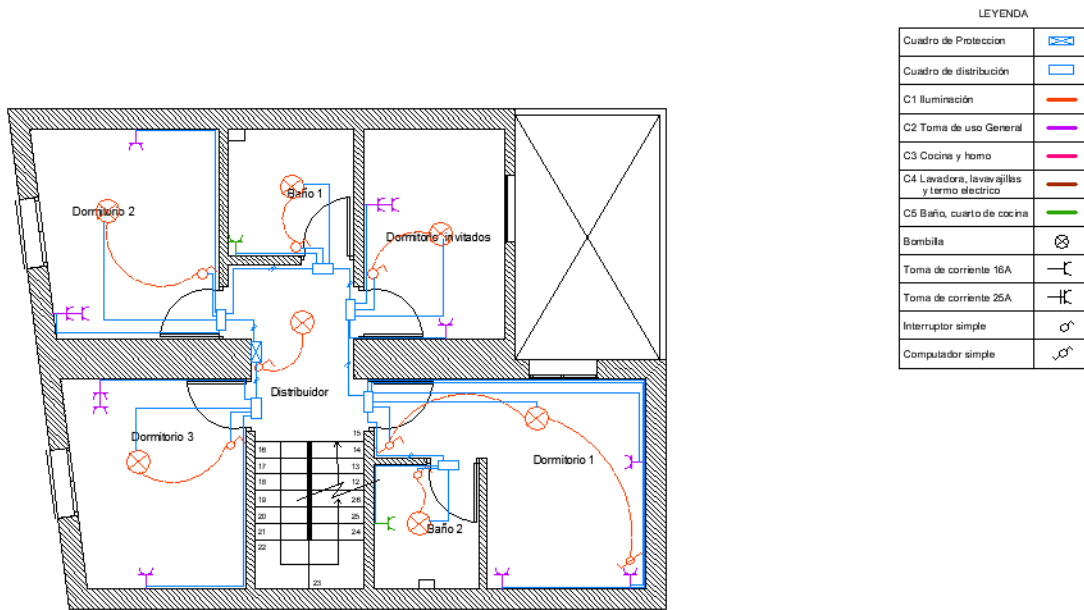 LEYENDA
Cuadro de Proteccion
Cuadro de distribución
C1 Iluminación
C2 Toma de uso General
C3 Cocina y horno
C4 Lavadora, lavavajillas
y termo electrico
C5 Baño, cuarto de cocina
Bombilla
Toma de corriente 16A
Toma de corriente 25A
Interruptor simple
Computador simple
Dormitorio 2
Baño 1
Dormitorio invitados
Distribuidor
Dormitorio 3
Dormitorio 1
Baño 2
15
16 14
17 13
18 12
19 26
20 25
21 24
22
23